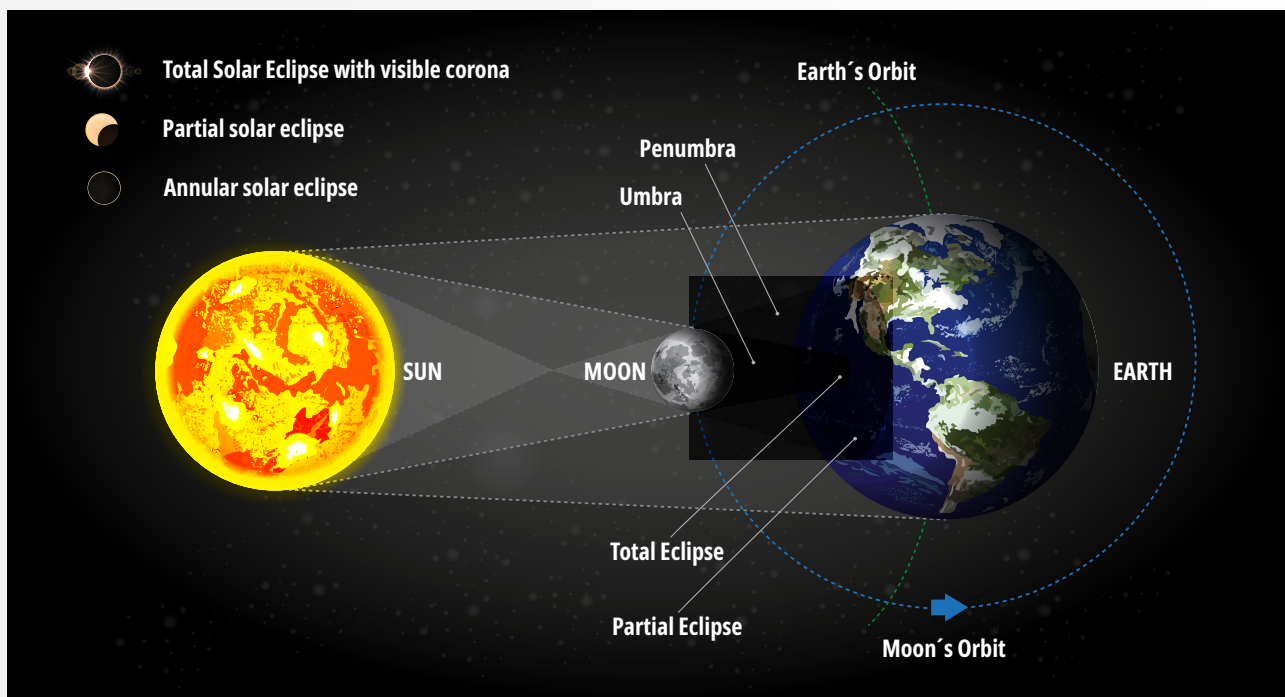 Total Solar Eclipse with visible corona
Partial solar eclipse
Annular solar eclipse
Earth´s Orbit
Penumbra
Umbra
SUN
MOON
EARTH
Total Eclipse
Partial Eclipse
Moon´s Orbit